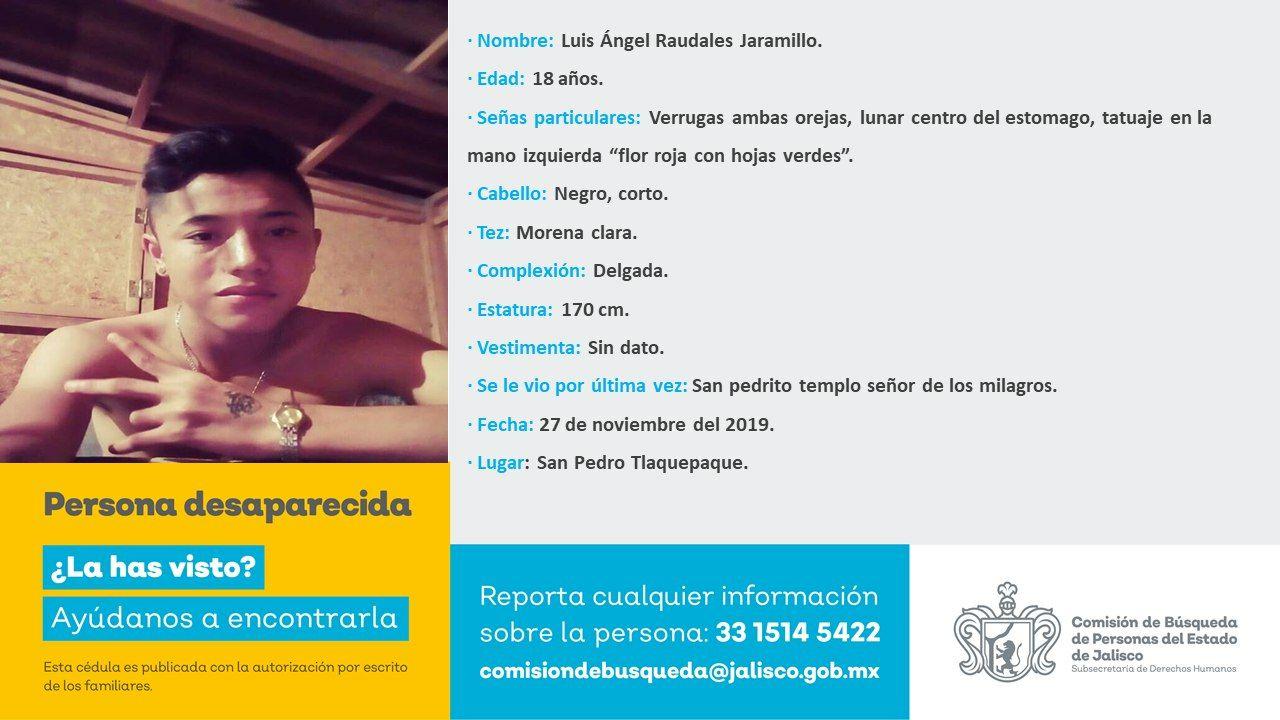 · Nombre: Luis Ángel Raudales Jaramillo.
· Edad: 18 años.
· Señas particulares: Verrugas ambas orejas, lunar centro del estomago, tatuaje en la
mano izquierda “flor roja con hojas verdes”.
· Cabello: Negro, corto.
· Tez: Morena clara.
· Complexión: Delgada.
· Estatura: 170 cm.
· Vestimenta: Sin dato.
· Se le vio por última vez: San pedrito templo señor de los milagros.
· Fecha: 27 de noviembre del 2019.
· Lugar: San Pedro Tlaquepaque.
Persona desaparecida
¿La has visto?
Ayúdanos a encontrarla
Esta cédula es publicada con la autorización por escrito
de los familiares.
Reporta cualquier información
sobre la persona: 33 1514 5422
comisiondebusqueda@jalisco.gob.mx
Comisión de Búsqueda
de Personas del Estado
de Jalisco
Subsecretaría de Derechos Humanos